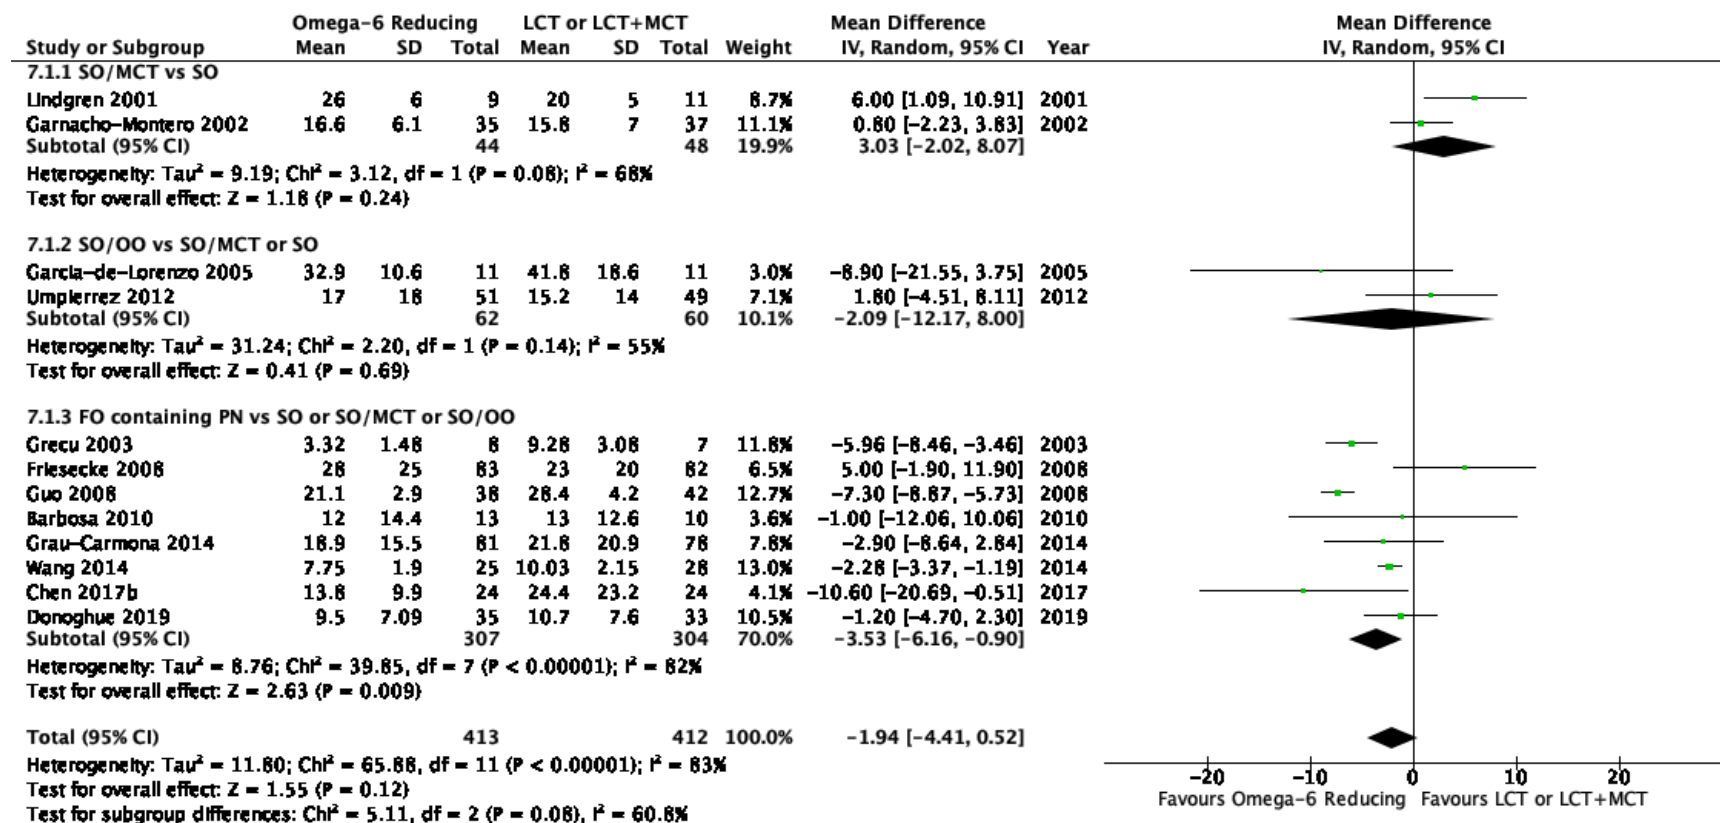 Omega-6 Reducing LCT or LCT+MCT Mean Difference Mean Difference
Study or Subgroup Mean SD Total Mean SD Total Weight IV, Random, 95% CI Year IV, Random, 95% CI
7.1.1 SO/MCT vs SO
Lindgren 2001 26 6 9 20 5 11 8.7% 6.00 [1.09, 10.91] 2001
Garnacho-Montero 2002 16.6 6.1 35 15.8 7 37 11.1% 0.80 [-2.23, 3.83] 2002
Subtotal (95% CI) 44 48 19.9% 3.03 [-2.02, 8.07]
Heterogeneity: Tau² = 9.19; Chi² = 3.12, df = 1 (P = 0.08); I² = 68%
Test for overall effect: Z = 1.18 (P = 0.24)
7.1.2 SO/OO vs SO/MCT or SO
Garcia-de-Lorenzo 2005 32.9 10.6 11 41.8 18.6 11 3.0% -8.90 [-21.55, 3.75] 2005
Umpierrez 2012 17 18 51 15.2 14 49 7.1% 1.80 [-4.51, 8.11] 2012
Subtotal (95% CI) 62 60 10.1% -2.09 [-12.17, 8.00]
Heterogeneity: Tau² = 31.24; Chi² = 2.20, df = 1 (P = 0.14); I² = 55%
Test for overall effect: Z = 0.41 (P = 0.69)
7.1.3 FO containing PN vs SO or SO/MCT or SO/OO
Grecu 2003 3.32 1.48 8 9.28 3.08 7 11.8% -5.96 [-8.46, -3.46] 2003
Friesecke 2008 28 25 83 23 20 82 6.5% 5.00 [-1.90, 11.90] 2008
Guo 2008 21.1 2.9 38 28.4 4.2 42 12.7% -7.30 [-8.87, -5.73] 2008
Barbosa 2010 12 14.4 13 13 12.6 10 3.6% -1.00 [-12.06, 10.06] 2010
Grau-Carmona 2014 18.9 15.5 81 21.8 20.9 78 7.8% -2.90 [-8.64, 2.84] 2014
Wang 2014 7.75 1.9 25 10.03 2.15 28 13.0% -2.28 [-3.37, -1.19] 2014
Chen 2017b 13.8 9.9 24 24.4 23.2 24 4.1% -10.60 [-20.69, -0.51] 2017
Donoghue 2019 9.5 7.09 35 10.7 7.6 33 10.5% -1.20 [-4.70, 2.30] 2019
Subtotal (95% CI) 307 304 70.0% -3.53 [-6.16, -0.90]
Heterogeneity: Tau² = 8.76; Chi² = 39.85, df = 7 (P < 0.00001); I² = 82%
Test for overall effect: Z = 2.63 (P = 0.009)
Total (95% CI) 413 412 100.0% -1.94 [-4.41, 0.52]
Heterogeneity: Tau² = 11.80; Chi² = 65.88, df = 11 (P < 0.00001); I² = 83%
Test for overall effect: Z = 1.55 (P = 0.12)
Test for subgroup differences: Chi² = 5.11, df = 2 (P = 0.08), I² = 60.8%
-20 -10 0 10 20
Favours Omega-6 Reducing Favours LCT or LCT+MCT